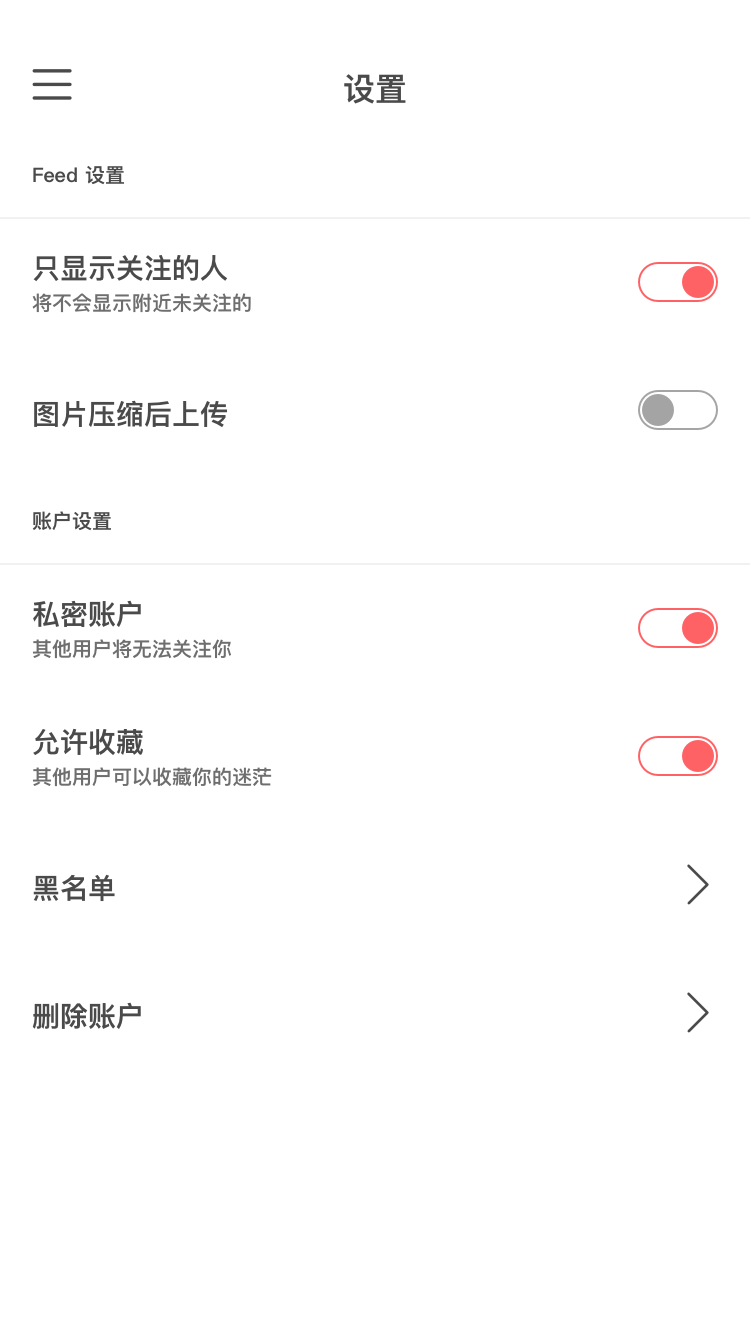 设置
Feed 设置
只显示关注的人
将不会显示附近未关注的
图片压缩后上传
账户设置
私密账户
其他用户将无法关注你
允许收藏
其他用户可以收藏你的迷茫
黑名单
删除账户